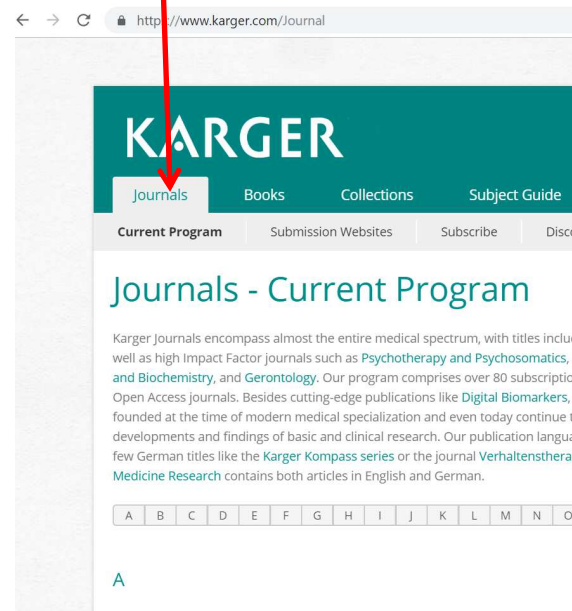 https://www.karger.com/Journal
KARGER
Journals Books Collections Subject Guide
Current Program Submission Websites Subscribe
Journals - Current Program
Karger Journals encompass almost the entire medical spectrum, with titles
well as high Impact Factor journals such as Psychotherapy and Psychosomatics,
and Biochemistry, and Gerontology. Our program comprises over 80
Open Access journals. Besides cutting-edge publications like Digital Biomarkers,
founded at the time of modern medical specialization and even today continue
developments and findings of basic and clinical research. Our publication
few German titles like the Karger Kompass series or the journal
Medicine Research contains both articles in English and German.
A B C D E F G H I J K L M N O
A